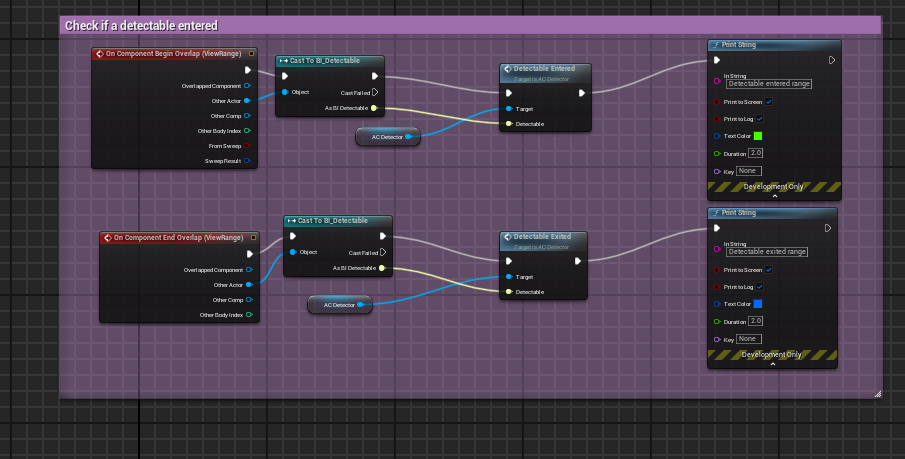 Check if a detectable entered
On Component Begin Overlap (ViewRange)
Overlapped Component
Other Actor
Other Comp
Other Body Index
From Sweep
Sweep Result
Cast To BI_Detectable
Object
Cast Failed
As BI Detectable
AC Detector
Detectable Entered
Target is AC Detector
Target
Detectable
Print String
In String
Detectable entered range
Print to Screen
Print to Log
Text Color
Duration 2.0
Key None
Development Only
On Component End Overlap (ViewRange)
Overlapped Component
Other Actor
Other Comp
Other Body Index
Cast To BI_Detectable
Object
Cast Failed
As BI Detectable
AC Detector
Detectable Exited
Target is AC Detector
Target
Detectable
Print String
In String
Detectable exited range
Print to Screen
Print to Log
Text Color
Duration 2.0
Key None
Development Only